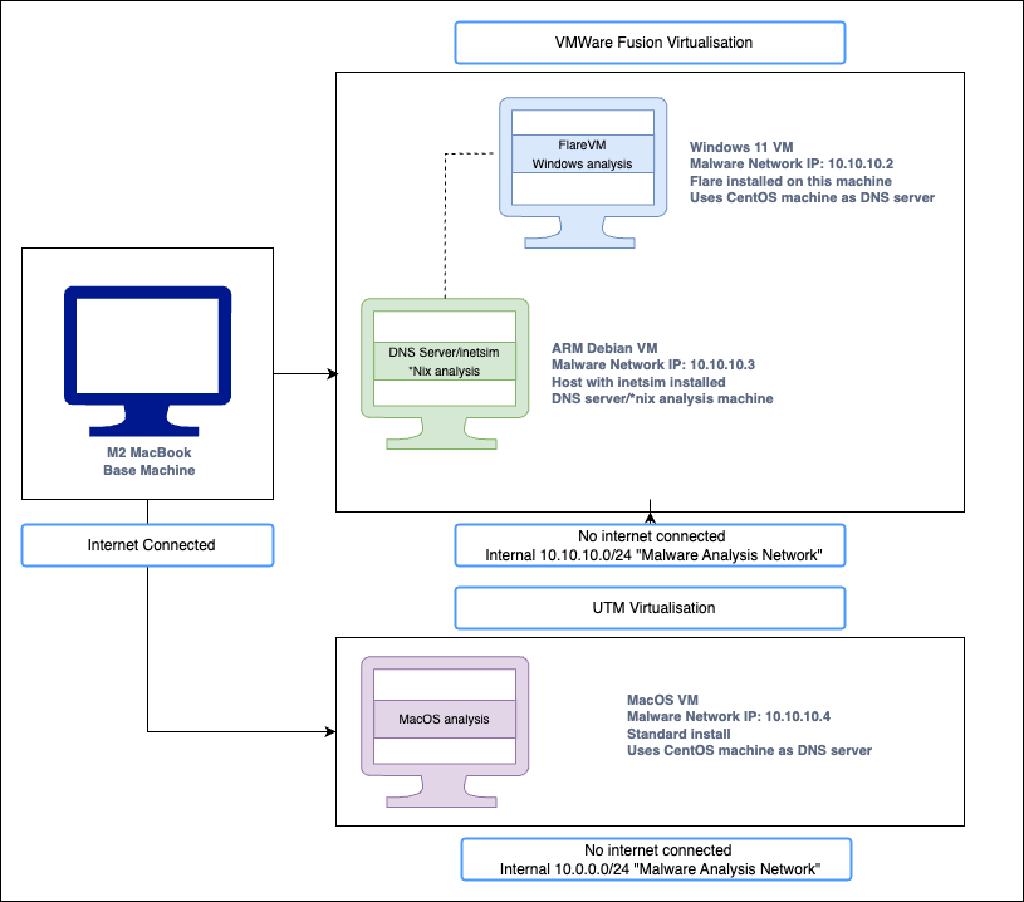 VMWare Fusion Virtualisation
FlareVM
Windows analysis
Windows 11 VM
Malware Network IP: 10.10.10.2
Flare installed on this machine
Uses CentOS machine as DNS server
DNS Server/inetsim
*Nix analysis
ARM Debian VM
Malware Network IP: 10.10.10.3
Host with inetsim installed
DNS server/*nix analysis machine
M2 MacBook
Base Machine
Internet Connected
No internet connected
Internal 10.10.10.0/24 "Malware Analysis Network"
UTM Virtualisation
MacOS analysis
MacOS VM
Malware Network IP: 10.10.10.4
Standard install
Uses CentOS machine as DNS server
No internet connected
Internal 10.0.0.0/24 "Malware Analysis Network"